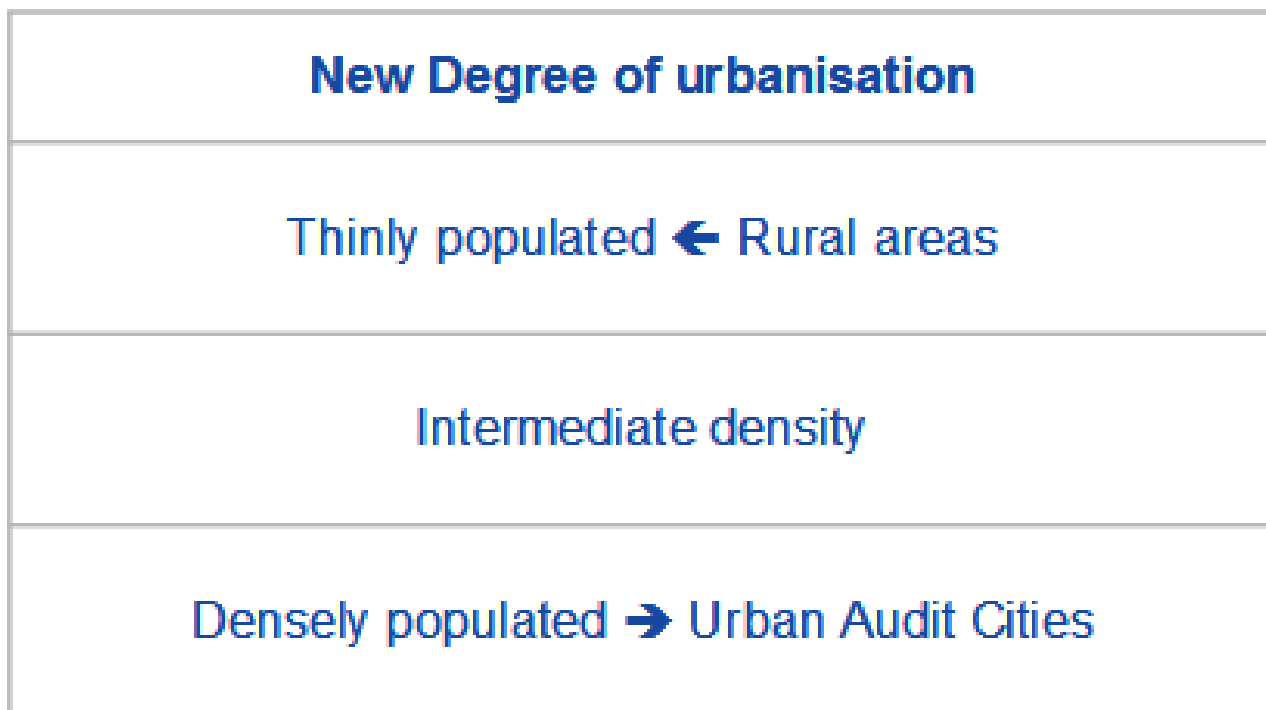 New Degree of urbanisation
Thinly populated 🡨 Rural areas
Intermediate density
Densely populated 🡪 Urban Audit Cities